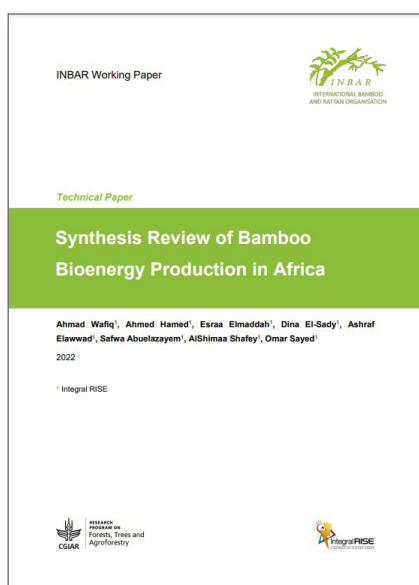 INBAR Working Paper
INBAR
INTERNATIONAL BAMBOO
AND RATTAN ORGANISATION
Technical Paper
Synthesis Review of Bamboo
Bioenergy Production in Africa
Ahmad Wafiq¹, Ahmed Hamed¹, Esraa Elmaddah¹, Dina El-Sady¹, Ashraf
Elawwad¹, Safwa Abuelazayem¹, AlShimaa Shafey¹, Omar Sayed¹
2022
¹ Integral RISE
CGIAR
RESEARCH
PROGRAM ON
Forests, Trees and
Agroforestry
IntegralRISE